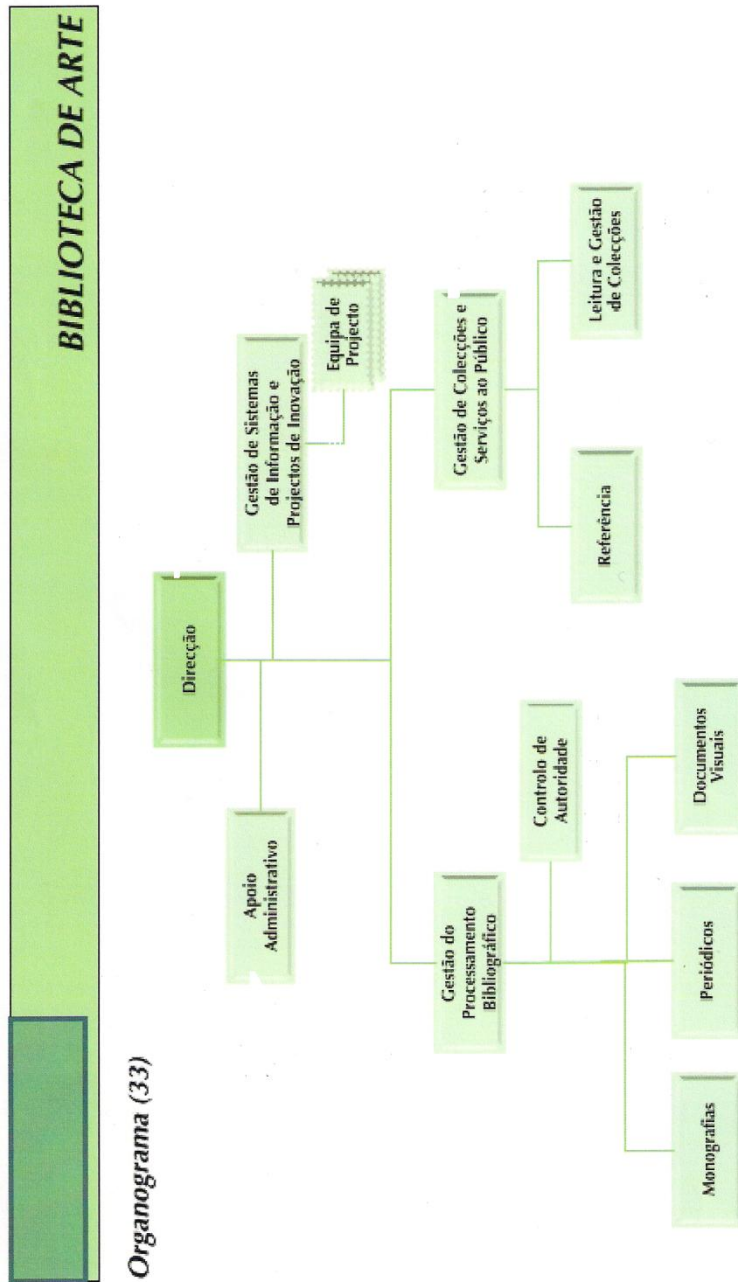 BIBLIOTECA DE ARTE
Organograma (33)
Direcção
Apoio
Administrativo
Gestão de Sistemas
de Informação e
Projectos de Inovação
Equipa de
Projecto
Gestão do
Processamento
Bibliográfico
Gestão de Colecções e
Serviços ao Público
Controlo de
Autoridade
Referência
Leitura e Gestão
de Colecções
Monografias
Periódicos
Documentos
Visuais